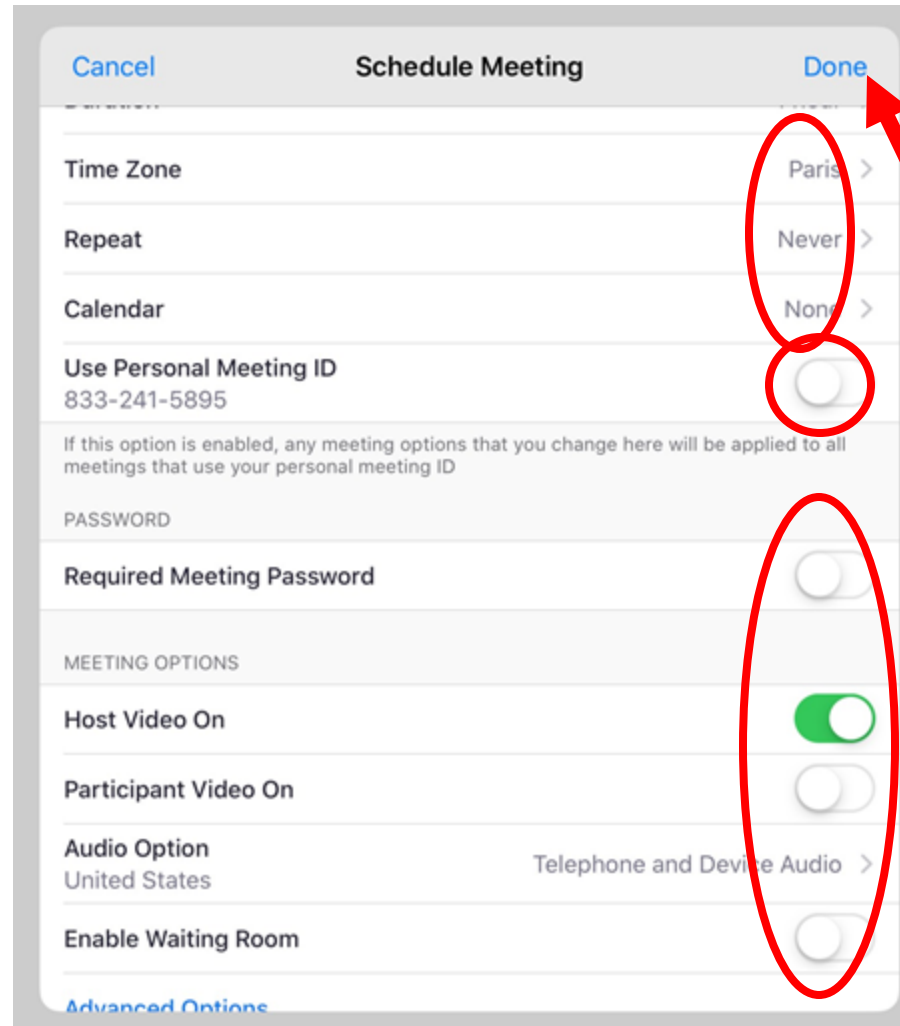 Cancel Schedule Meeting Done
Duration 1 hour
Time Zone Paris
Repeat Never
Calendar None
Use Personal Meeting ID
833-241-5895
If this option is enabled, any meeting options that you change here will be applied to all
meetings that use your personal meeting ID
PASSWORD
Required Meeting Password
MEETING OPTIONS
Host Video On
Participant Video On
Audio Option
United States
Telephone and Device Audio
Enable Waiting Room
Advanced Options